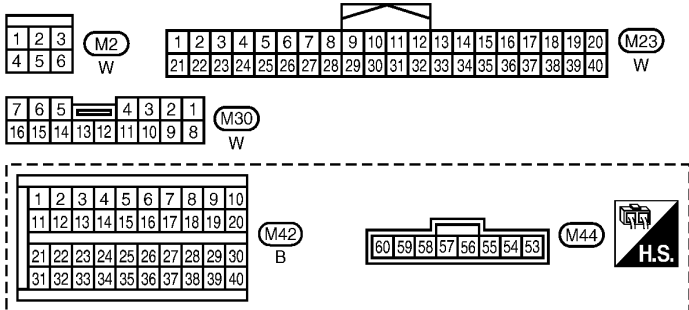 1 2 3
4 5 6
M2
W
1 2 3 4 5 6 7 8 9 10 11 12 13 14 15 16 17 18 19 20
21 22 23 24 25 26 27 28 29 30 31 32 33 34 35 36 37 38 39 40
M23
W
7 6 5 4 3 2 1
16 15 14 13 12 11 10 9 8
M30
W
1 2 3 4 5 6 7 8 9 10
11 12 13 14 15 16 17 18 19 20
21 22 23 24 25 26 27 28 29 30
31 32 33 34 35 36 37 38 39 40
M42
B
60 59 58 57 56 55 54 53
M44
H.S.